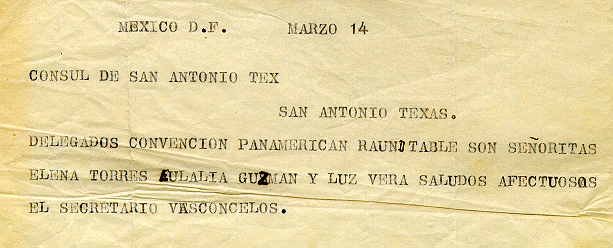 MEXICO D.F. MARZO 14
CONSUL DE SAN ANTONIO TEX
SAN ANTONIO TEXAS.
DELEGADOS CONVENCION PANAMERICAN RAUNDTABLE SON SEÑORITAS
ELENA TORRES EULALIA GUZMAN Y LUZ VERA SALUDOS AFECTUOSOS
EL SECRETARIO VASCONCELOS.